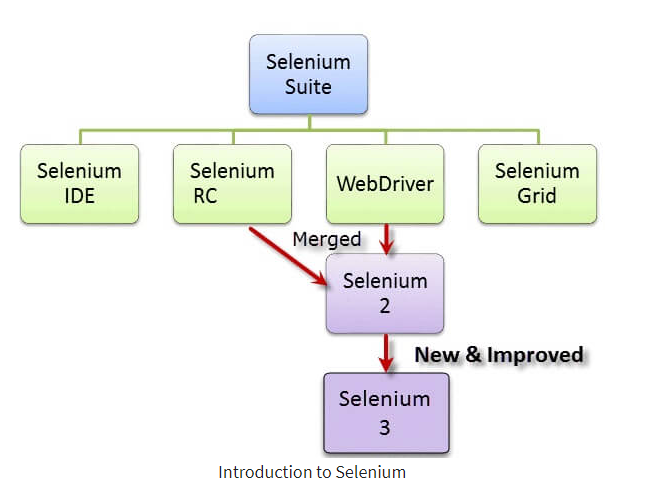 Selenium
Suite
Selenium
IDE
Selenium
RC
WebDriver
Selenium
Grid
Merged
Selenium
2
New & Improved
Selenium
3
Introduction to Selenium